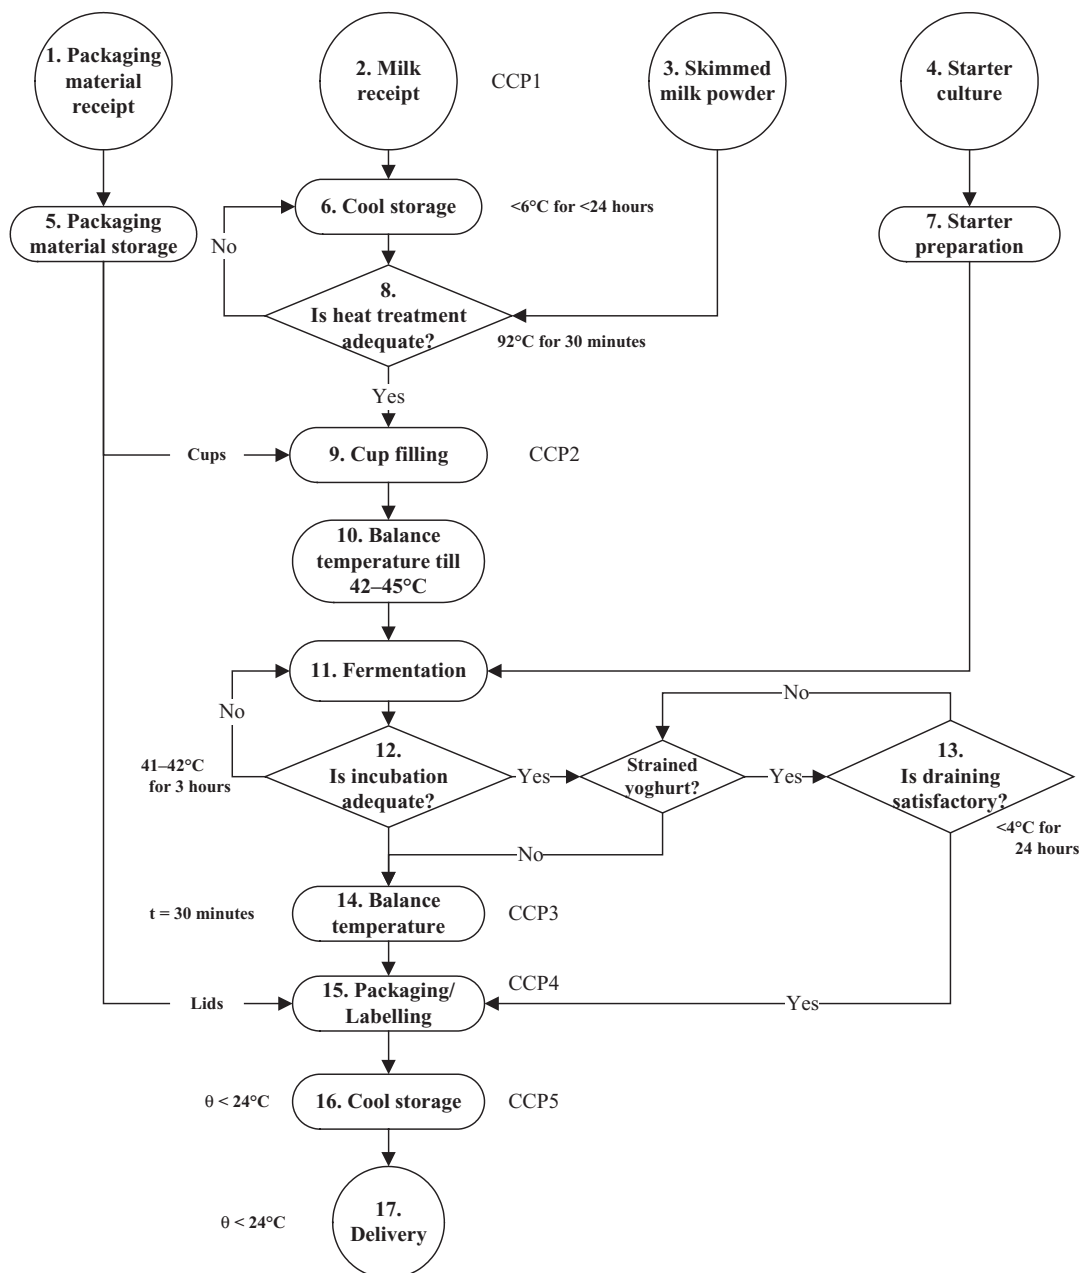 1. Packaging
material
receipt
2. Milk
receipt
CCP1
3. Skimmed
milk powder
4. Starter
culture
5. Packaging
material storage
6. Cool storage
<6°C for <24 hours
7. Starter
preparation
No
8.
Is heat treatment
adequate?
92°C for 30 minutes
Yes
Cups
9. Cup filling
CCP2
10. Balance
temperature till
42–45°C
11. Fermentation
No
No
41–42°C
for 3 hours
12.
Is incubation
adequate?
Yes
Strained
yoghurt?
Yes
13.
Is draining
satisfactory?
<4°C for
24 hours
No
t = 30 minutes
14. Balance
temperature
CCP3
Lids
15. Packaging/
Labelling
CCP4
Yes
θ < 24°C
16. Cool storage
CCP5
θ < 24°C
17.
Delivery